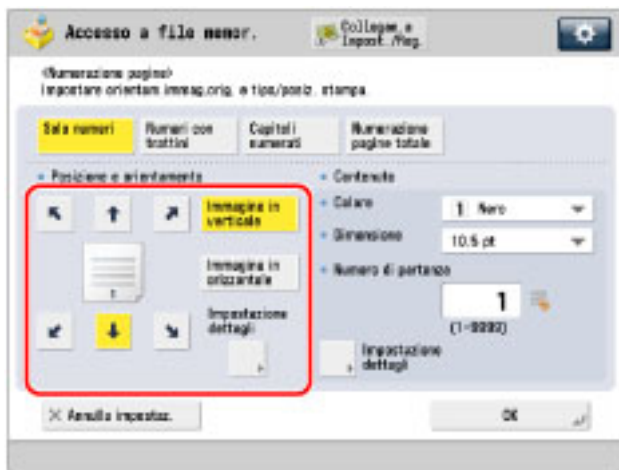 Accesso a file memor.
Collegam. a
Impost./Reg.
<Numerazione pagine>
Impostare orientam immag.orig. e tipo/posiz. stampa.
Solo numeri
Numeri con
trattini
Capitoli
numerati
Numerazione
pagine totale
Posizione e orientamento
Immagine in
verticale
Immagine in
orizzontale
Impostazione
dettagli
1
Contenuto
Colore
1 Nero
Dimensione
10.5 pt
Numero di partenza
1
(1-9999)
Impostazione
dettagli
Annulla impostaz.
OK